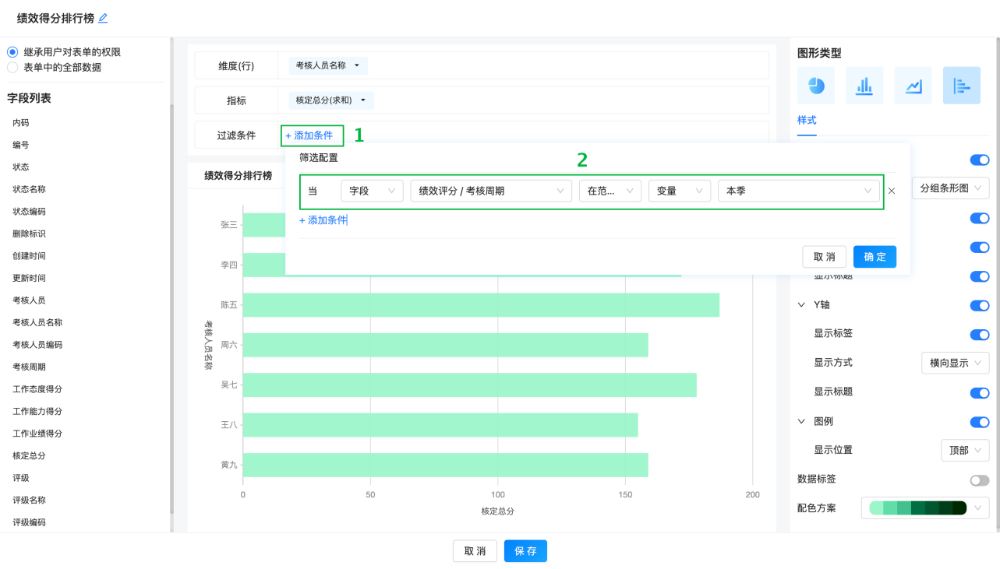 绩效得分排行榜
继承用户对表单的权限
表单中的全部数据
字段列表
内码
编号
状态
状态名称
状态编码
删除标识
创建时间
更新时间
考核人员
考核人员名称
考核人员编码
考核周期
工作态度得分
工作能力得分
工作业绩得分
核定总分
评级
评级名称
评级编码
维度(行) 考核人员名称
指标 核定总分(求和)
过滤条件 + 添加条件 1
筛选配置 2
当 字段 绩效评分 / 考核周期 在范... 变量 本季
+ 添加条件
取 消 确 定
绩效得分排行榜
张三
李四
陈五
周六
吴七
王八
黄九
考核人员名称
0 50 100 150 200
核定总分
图形类型
样式
分组条形图
显示标题
Y轴
显示标签
显示方式 横向显示
显示标题
图例
显示位置 顶部
数据标签
配色方案
取 消 保 存